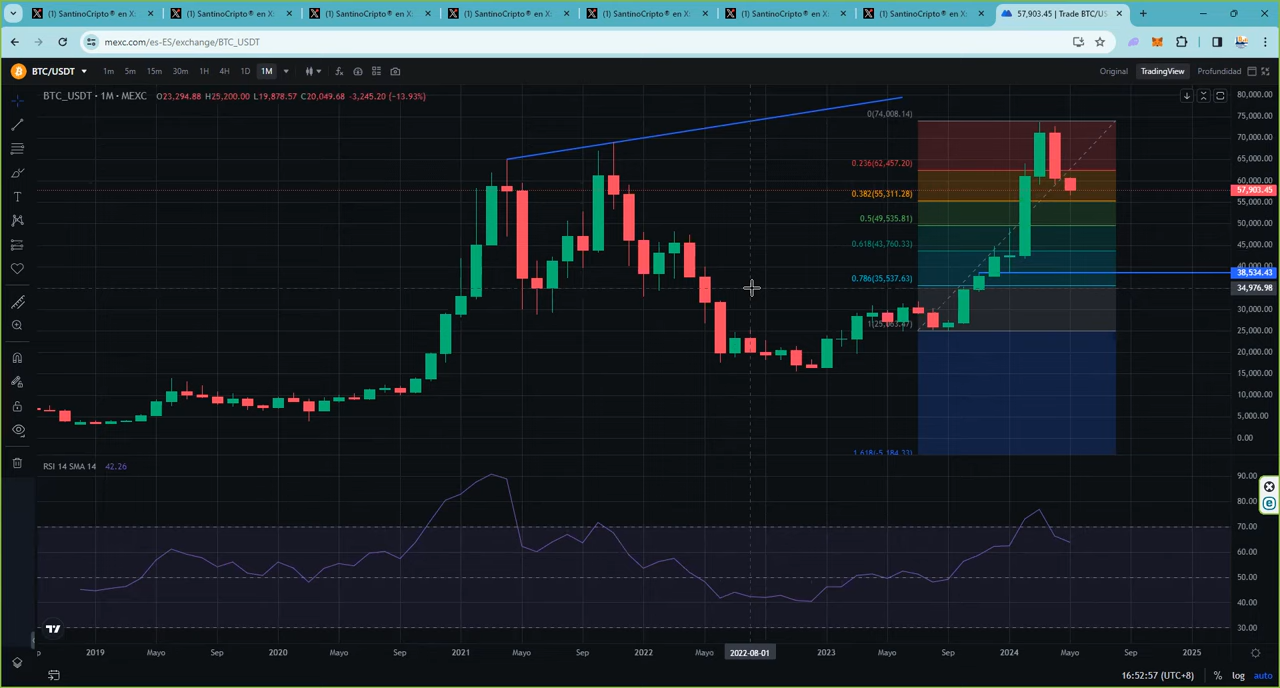 (1) SantinoCripto® en X:
(1) SantinoCripto® en X:
(1) SantinoCripto® en X:
(1) SantinoCripto® en X:
(1) SantinoCripto® en X:
(1) SantinoCripto® en X:
(1) SantinoCripto® en X:
57,903.45 | Trade BTC/US
mexc.com/es-ES/exchange/BTC_USDT
BTC/USDT
1m 5m 15m 30m 1H 4H 1D 1M
Original TradingView Profundidad
BTC_USDT · 1M · MEXC O23,294.88 H25,200.00 L19,878.57 C20,049.68 -3,245.20 (-13.93%)
0(74,008.14)
0.236(62,457.20)
0.382(55,311.28)
0.5(49,535.81)
0.618(43,760.33)
0.786(35,537.63)
80,000.00
75,000.00
70,000.00
65,000.00
60,000.00
57,903.45
55,000.00
50,000.00
45,000.00
40,000.00
38,534.43
34,976.98
30,000.00
25,000.00
20,000.00
15,000.00
10,000.00
5,000.00
0.00
RSI 14 SMA 14 42.26
90.00
80.00
70.00
60.00
50.00
40.00
30.00
2019 Mayo Sep 2020 Mayo Sep 2021 Mayo Sep 2022 Mayo 2022-08-01 2023 Mayo Sep 2024 Mayo Sep 2025
16:52:57 (UTC+8) % log auto